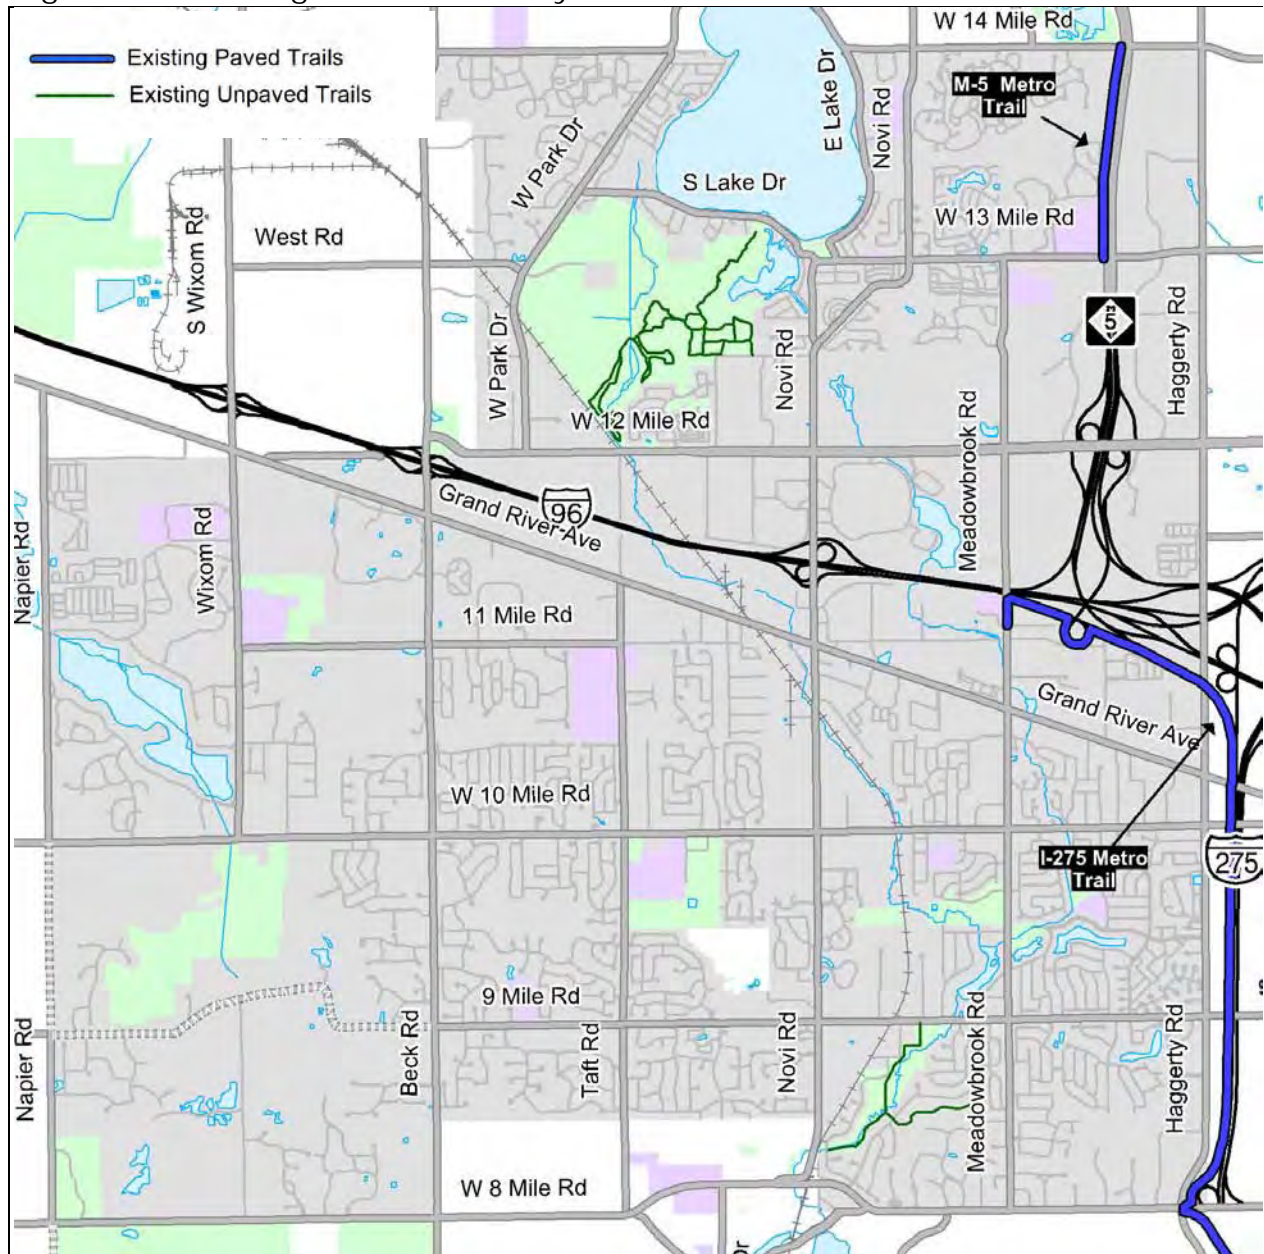 W 14 Mile Rd
Existing Paved Trails
Existing Unpaved Trails
M-5 Metro
Trail
E Lake Dr
Novi Rd
W Park Dr
S Lake Dr
W 13 Mile Rd
West Rd
S Wixom Rd
5
Haggerty Rd
W Park Dr
Novi Rd
W 12 Mile Rd
Meadowbrook Rd
Grand River Ave
96
Napier Rd
Wixom Rd
11 Mile Rd
Grand River Ave
W 10 Mile Rd
I-275 Metro
Trail
275
9 Mile Rd
Napier Rd
Beck Rd
Taft Rd
Novi Rd
Meadowbrook Rd
Haggerty Rd
W 8 Mile Rd
Dr